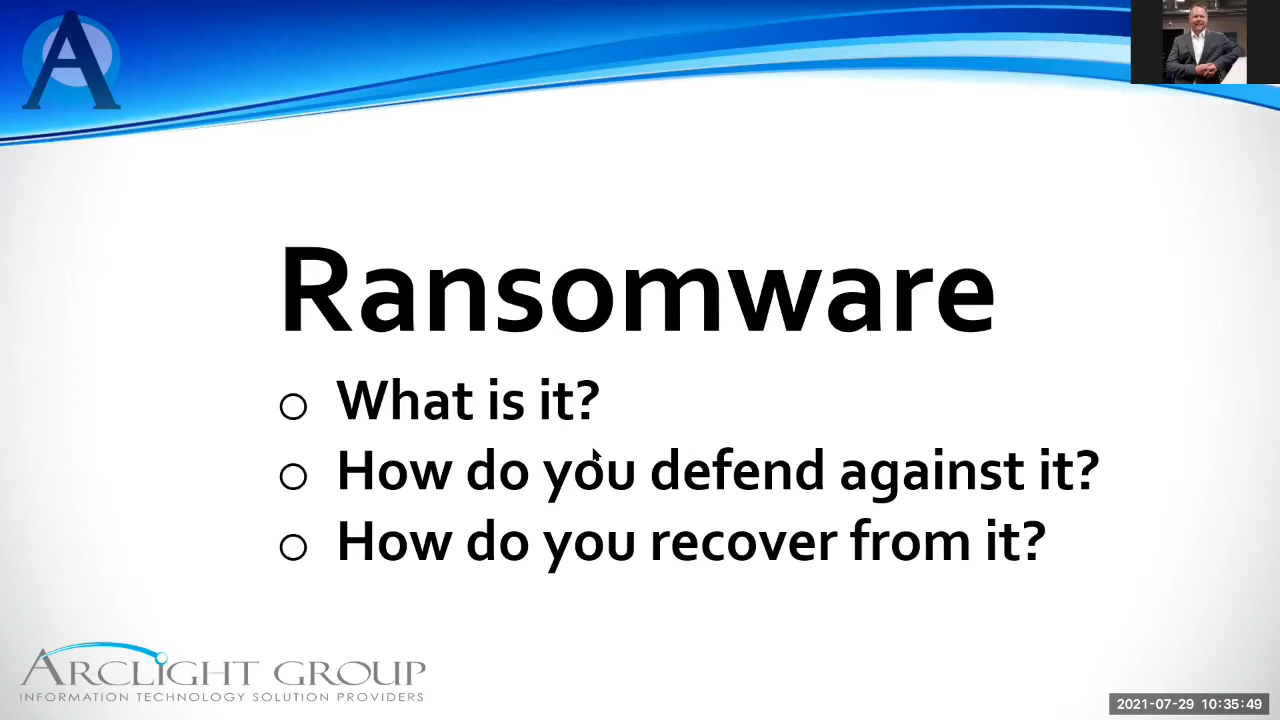 A
Ransomware
o What is it?
o How do you defend against it?
o How do you recover from it?
ARCLIGHT GROUP
INFORMATION TECHNOLOGY SOLUTION PROVIDERS
2021-07-29 10:35:49